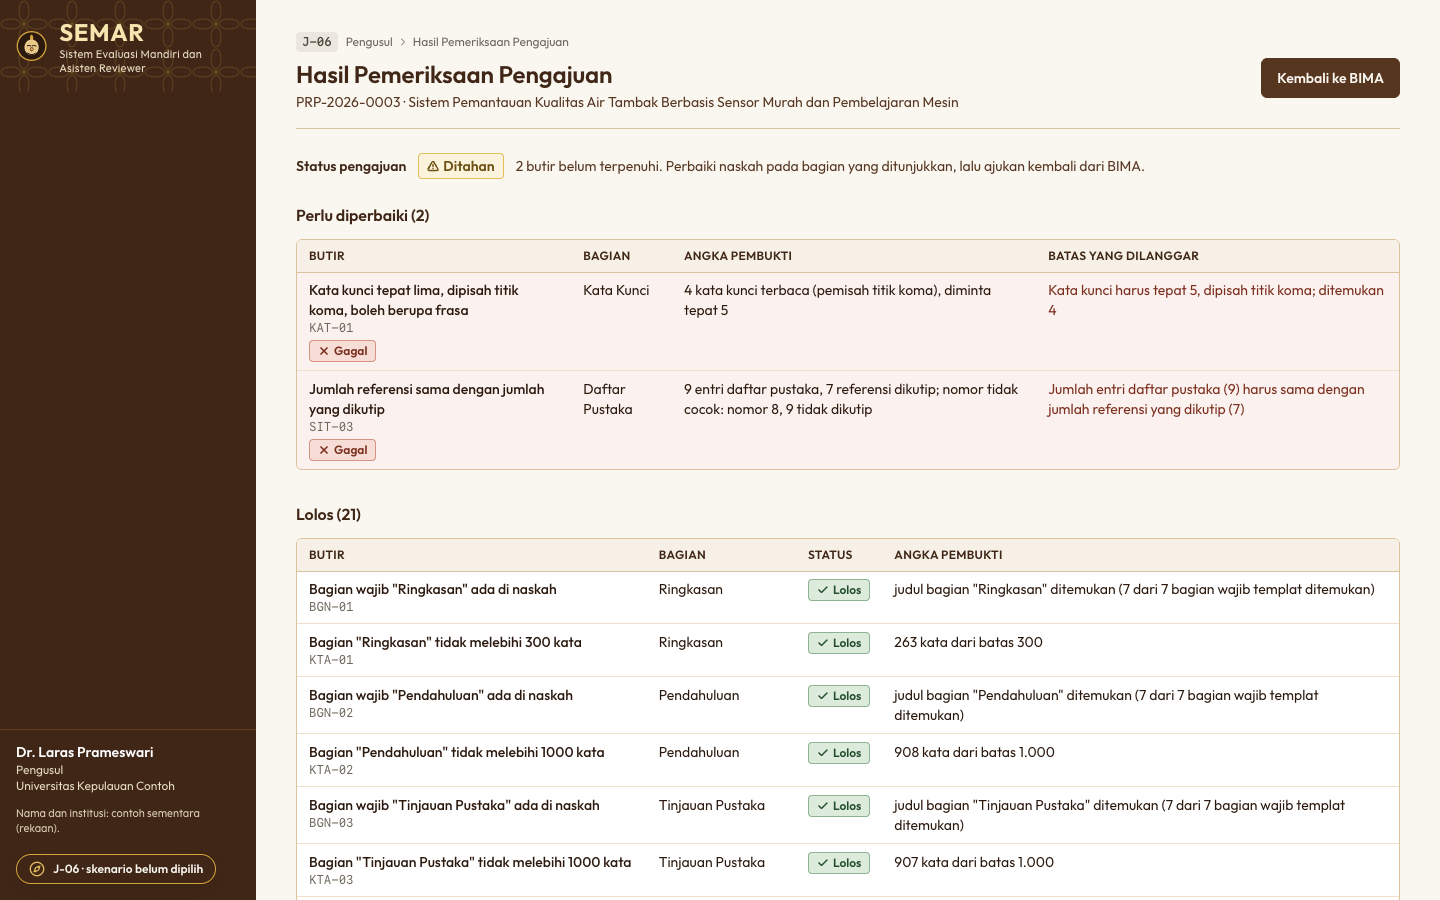 SEMAR
Sistem Evaluasi Mandiri dan
Asisten Reviewer
J-06 Pengusul > Hasil Pemeriksaan Pengajuan
Hasil Pemeriksaan Pengajuan
PRP-2026-0003 · Sistem Pemantauan Kualitas Air Tambak Berbasis Sensor Murah dan Pembelajaran Mesin
Kembali ke BIMA
Status pengajuan Ditahan 2 butir belum terpenuhi. Perbaiki naskah pada bagian yang ditunjukkan, lalu ajukan kembali dari BIMA.
Perlu diperbaiki (2)
BUTIR BAGIAN ANGKA PEMBUKTI BATAS YANG DILANGGAR
Kata kunci tepat lima, dipisah titik
koma, boleh berupa frasa
KAT-01
Gagal
Kata Kunci
4 kata kunci terbaca (pemisah titik koma), diminta
tepat 5
Kata kunci harus tepat 5, dipisah titik koma; ditemukan
4
Jumlah referensi sama dengan jumlah
yang dikutip
SIT-03
Gagal
Daftar
Pustaka
9 entri daftar pustaka, 7 referensi dikutip; nomor tidak
cocok: nomor 8, 9 tidak dikutip
Jumlah entri daftar pustaka (9) harus sama dengan
jumlah referensi yang dikutip (7)
Lolos (21)
BUTIR BAGIAN STATUS ANGKA PEMBUKTI
Bagian wajib "Ringkasan" ada di naskah
BGN-01
Ringkasan
Lolos
judul bagian "Ringkasan" ditemukan (7 dari 7 bagian wajib templat ditemukan)
Bagian "Ringkasan" tidak melebihi 300 kata
KTA-01
Ringkasan
Lolos
263 kata dari batas 300
Bagian wajib "Pendahuluan" ada di naskah
BGN-02
Pendahuluan
Lolos
judul bagian "Pendahuluan" ditemukan (7 dari 7 bagian wajib templat
ditemukan)
Bagian "Pendahuluan" tidak melebihi 1000 kata
KTA-02
Pendahuluan
Lolos
908 kata dari batas 1.000
Bagian wajib "Tinjauan Pustaka" ada di naskah
BGN-03
Tinjauan Pustaka
Lolos
judul bagian "Tinjauan Pustaka" ditemukan (7 dari 7 bagian wajib templat
ditemukan)
Bagian "Tinjauan Pustaka" tidak melebihi 1000 kata
KTA-03
Tinjauan Pustaka
Lolos
907 kata dari batas 1.000
Dr. Laras Prameswari
Pengusul
Universitas Kepulauan Contoh
Nama dan institusi: contoh sementara
(rekaan).
J-06 · skenario belum dipilih